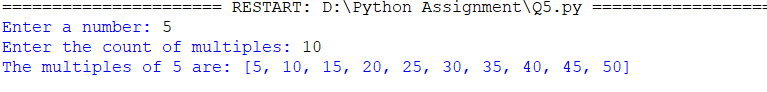 ====================== RESTART: D:\Python Assignment\Q5.py ==================
Enter a number: 5
Enter the count of multiples: 10
The multiples of 5 are: [5, 10, 15, 20, 25, 30, 35, 40, 45, 50]